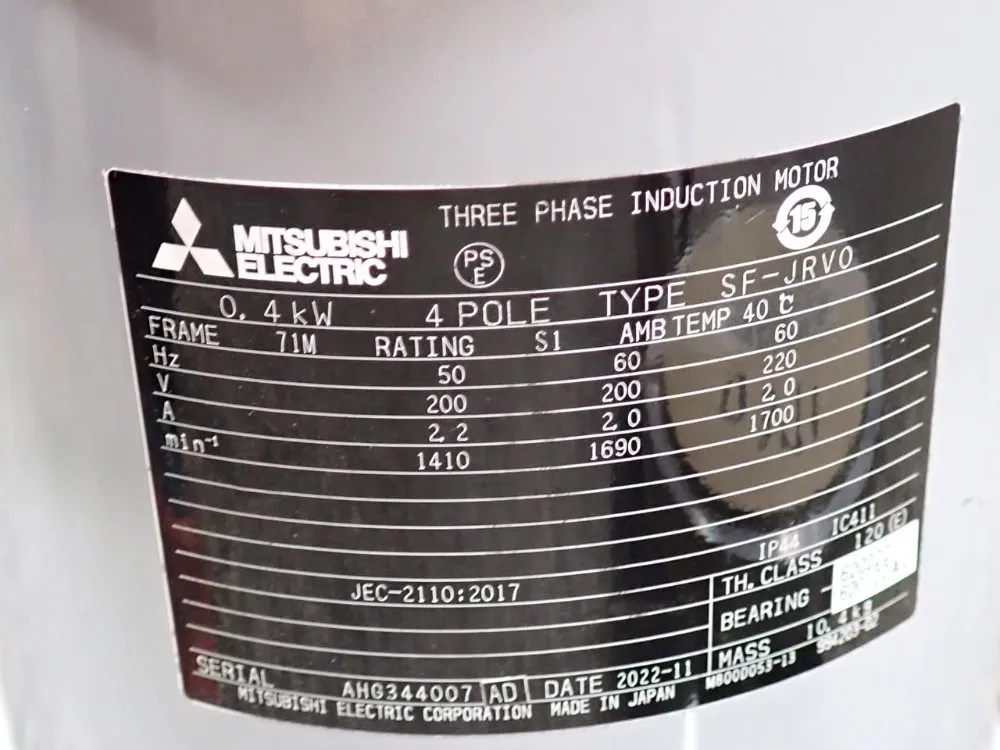 THREE PHASE INDUCTION MOTOR
MITSUBISHI
ELECTRIC
PS
E
15
0.4kW 4 POLE TYPE SF-JRVO
FRAME 71M RATING S1 AMB TEMP 40℃
Hz 50 60 60
V 200 200 220
A 2.2 2.0 2.0
min⁻¹ 1410 1690 1700
IP44 IC411
TH. CLASS 120(E)
JEC-2110:2017
BEARING
MASS 10.4kg
SERIAL AHG344007 AD DATE 2022-11
MITSUBISHI ELECTRIC CORPORATION MADE IN JAPAN